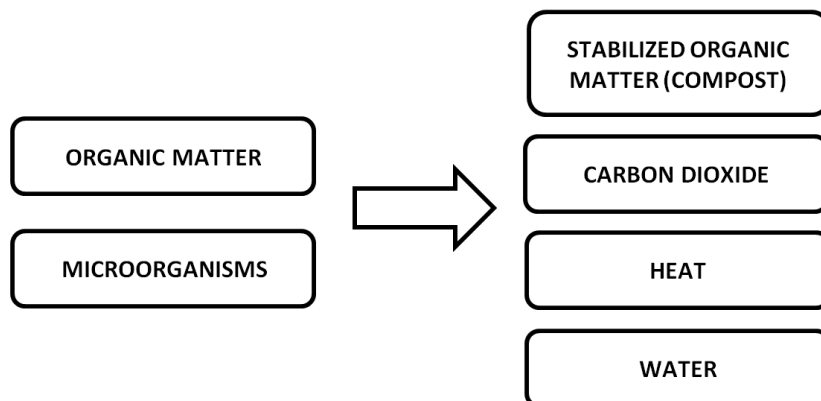 ORGANIC MATTER
MICROORGANISMS
STABILIZED ORGANIC
MATTER (COMPOST)
CARBON DIOXIDE
HEAT
WATER